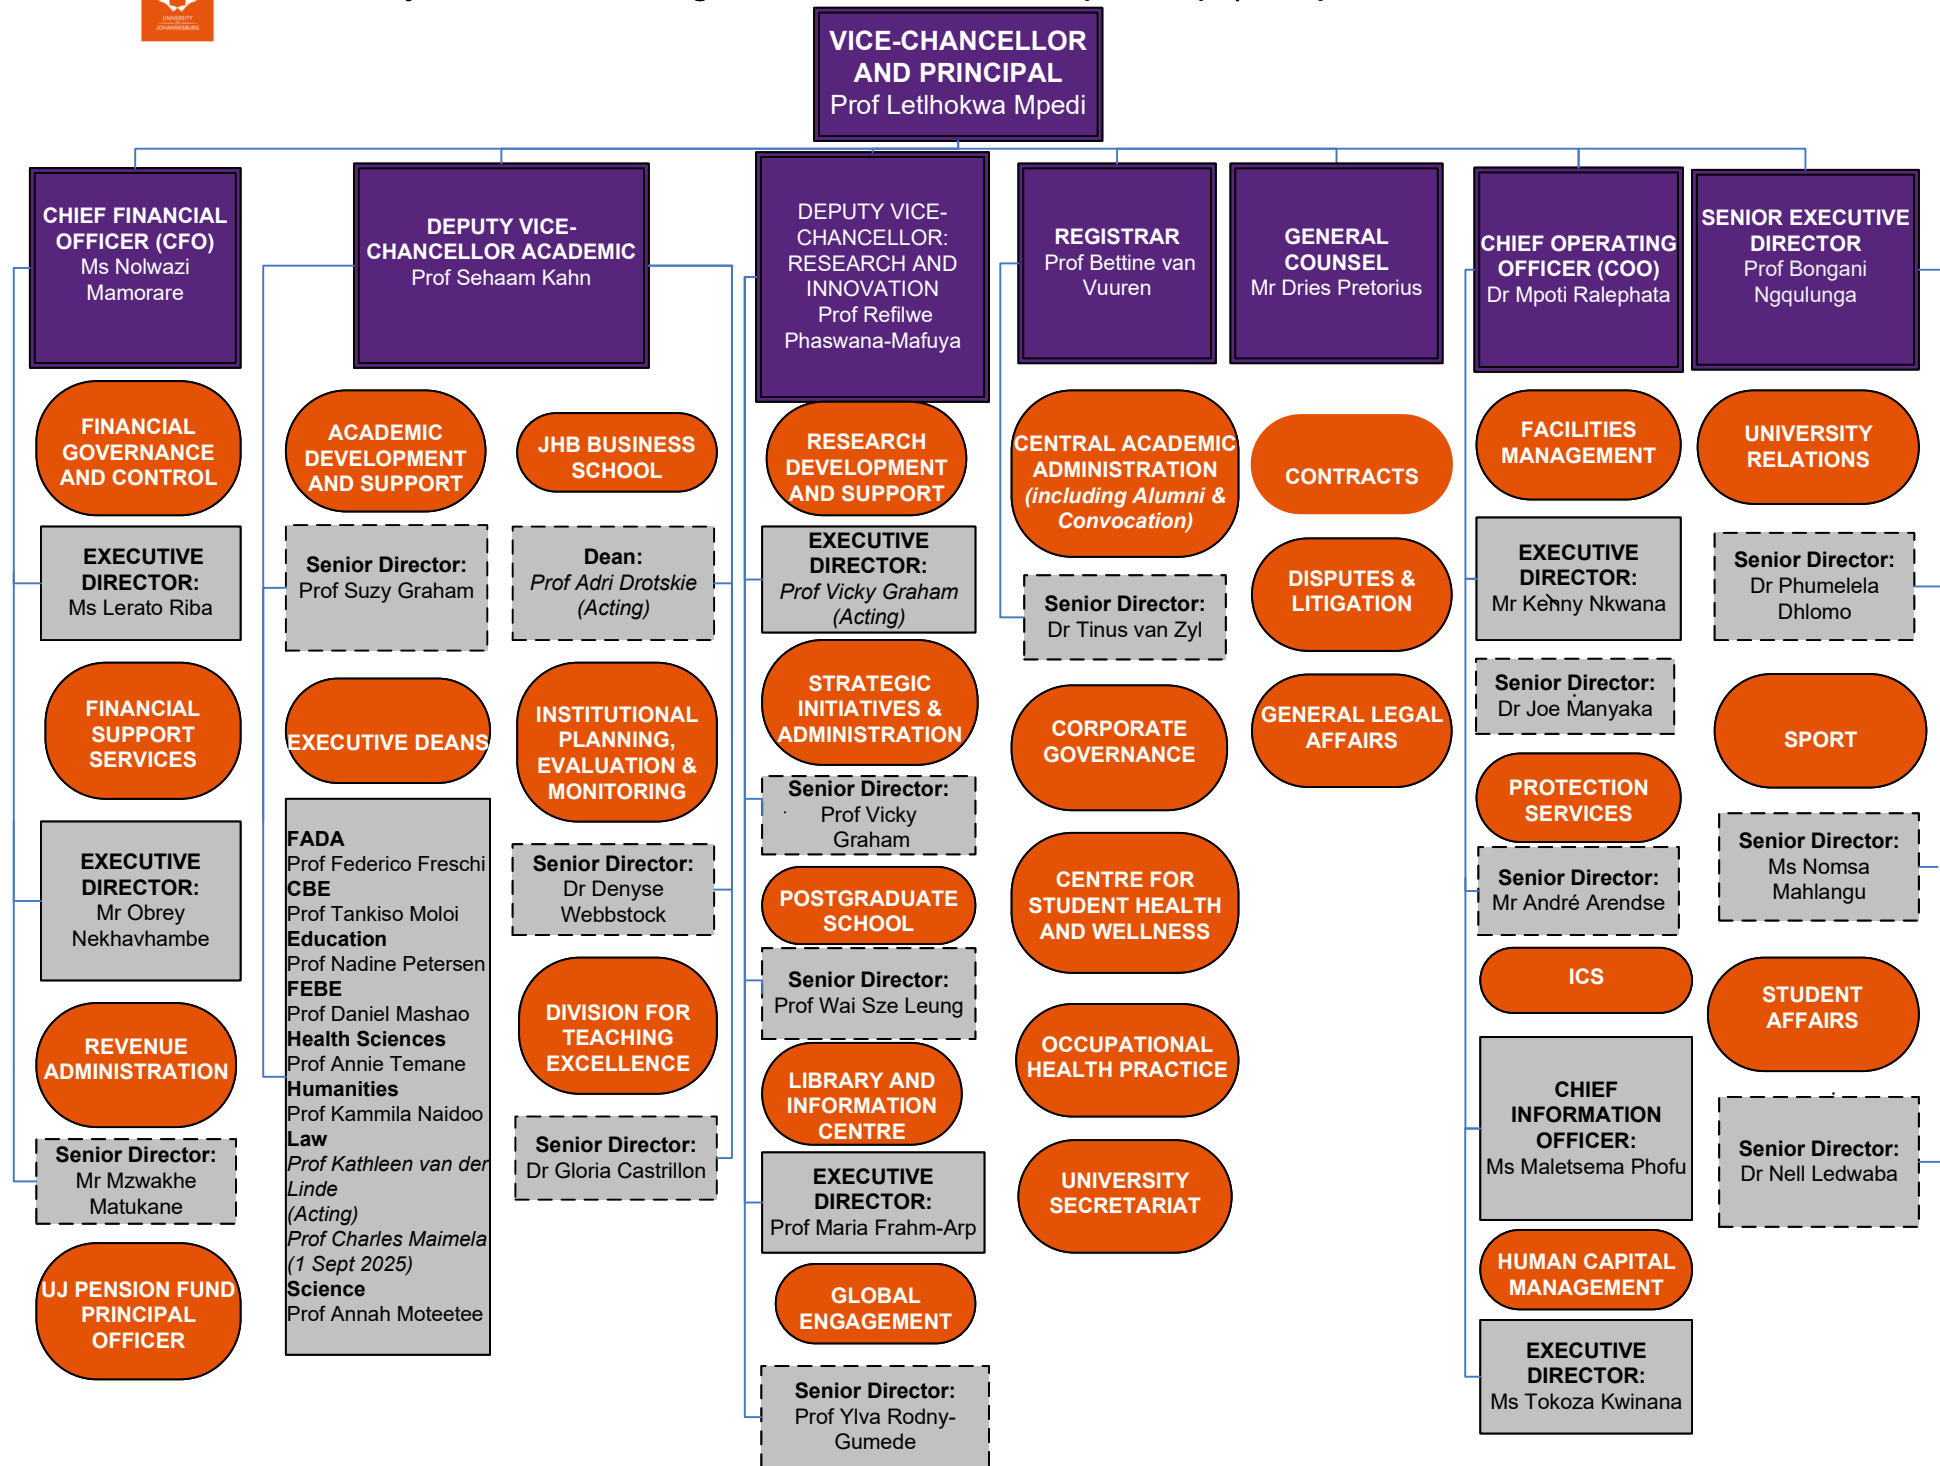 UNIVERSITY
OF
JOHANNESBURG
VICE-CHANCELLOR
AND PRINCIPAL
Prof Letlhokwa Mpedi
CHIEF FINANCIAL
OFFICER (CFO)
Ms Nolwazi
Mamorare
FINANCIAL
GOVERNANCE
AND CONTROL
EXECUTIVE
DIRECTOR:
Ms Lerato Riba
FINANCIAL
SUPPORT
SERVICES
EXECUTIVE
DIRECTOR:
Mr Obrey
Nekhavhambe
REVENUE
ADMINISTRATION
Senior Director:
Mr Mzwakhe
Matukane
UJ PENSION FUND
PRINCIPAL
OFFICER
DEPUTY VICE-
CHANCELLOR ACADEMIC
Prof Sehaam Kahn
ACADEMIC
DEVELOPMENT
AND SUPPORT
Senior Director:
Prof Suzy Graham
EXECUTIVE DEANS
FADA
Prof Federico Freschi
CBE
Prof Tankiso Moloi
Education
Prof Nadine Petersen
FEBE
Prof Daniel Mashao
Health Sciences
Prof Annie Temane
Humanities
Prof Kammila Naidoo
Law
Prof Kathleen van der
Linde
(Acting)
Prof Charles Maimela
(1 Sept 2025)
Science
Prof Annah Moteetee
JHB BUSINESS
SCHOOL
Dean:
Prof Adri Drotskie
(Acting)
INSTITUTIONAL
PLANNING,
EVALUATION &
MONITORING
Senior Director:
Dr Denyse
Webbstock
DIVISION FOR
TEACHING
EXCELLENCE
Senior Director:
Dr Gloria Castrillon
DEPUTY VICE-
CHANCELLOR:
RESEARCH AND
INNOVATION
Prof Refilwe
Phaswana-Mafuya
RESEARCH
DEVELOPMENT
AND SUPPORT
EXECUTIVE
DIRECTOR:
Prof Vicky Graham
(Acting)
STRATEGIC
INITIATIVES &
ADMINISTRATION
Senior Director:
Prof Vicky
Graham
POSTGRADUATE
SCHOOL
Senior Director:
Prof Wai Sze Leung
LIBRARY AND
INFORMATION
CENTRE
EXECUTIVE
DIRECTOR:
Prof Maria Frahm-Arp
GLOBAL
ENGAGEMENT
Senior Director:
Prof Ylva Rodny-
Gumede
REGISTRAR
Prof Bettine van
Vuuren
CENTRAL ACADEMIC
ADMINISTRATION
(including Alumni &
Convocation)
Senior Director:
Dr Tinus van Zyl
CORPORATE
GOVERNANCE
CENTRE FOR
STUDENT HEALTH
AND WELLNESS
OCCUPATIONAL
HEALTH PRACTICE
UNIVERSITY
SECRETARIAT
GENERAL
COUNSEL
Mr Dries Pretorius
CONTRACTS
DISPUTES &
LITIGATION
GENERAL LEGAL
AFFAIRS
CHIEF OPERATING
OFFICER (COO)
Dr Mpoti Ralephata
FACILITIES
MANAGEMENT
EXECUTIVE
DIRECTOR:
Mr Kenny Nkwana
Senior Director:
Dr Joe Manyaka
PROTECTION
SERVICES
Senior Director:
Mr André Arendse
ICS
CHIEF
INFORMATION
OFFICER:
Ms Maletsema Phofu
HUMAN CAPITAL
MANAGEMENT
EXECUTIVE
DIRECTOR:
Ms Tokoza Kwinana
SENIOR EXECUTIVE
DIRECTOR
Prof Bongani
Ngqulunga
UNIVERSITY
RELATIONS
Senior Director:
Dr Phumelela
Dhlomo
SPORT
Senior Director:
Ms Nomsa
Mahlangu
STUDENT
AFFAIRS
Senior Director:
Dr Nell Ledwaba